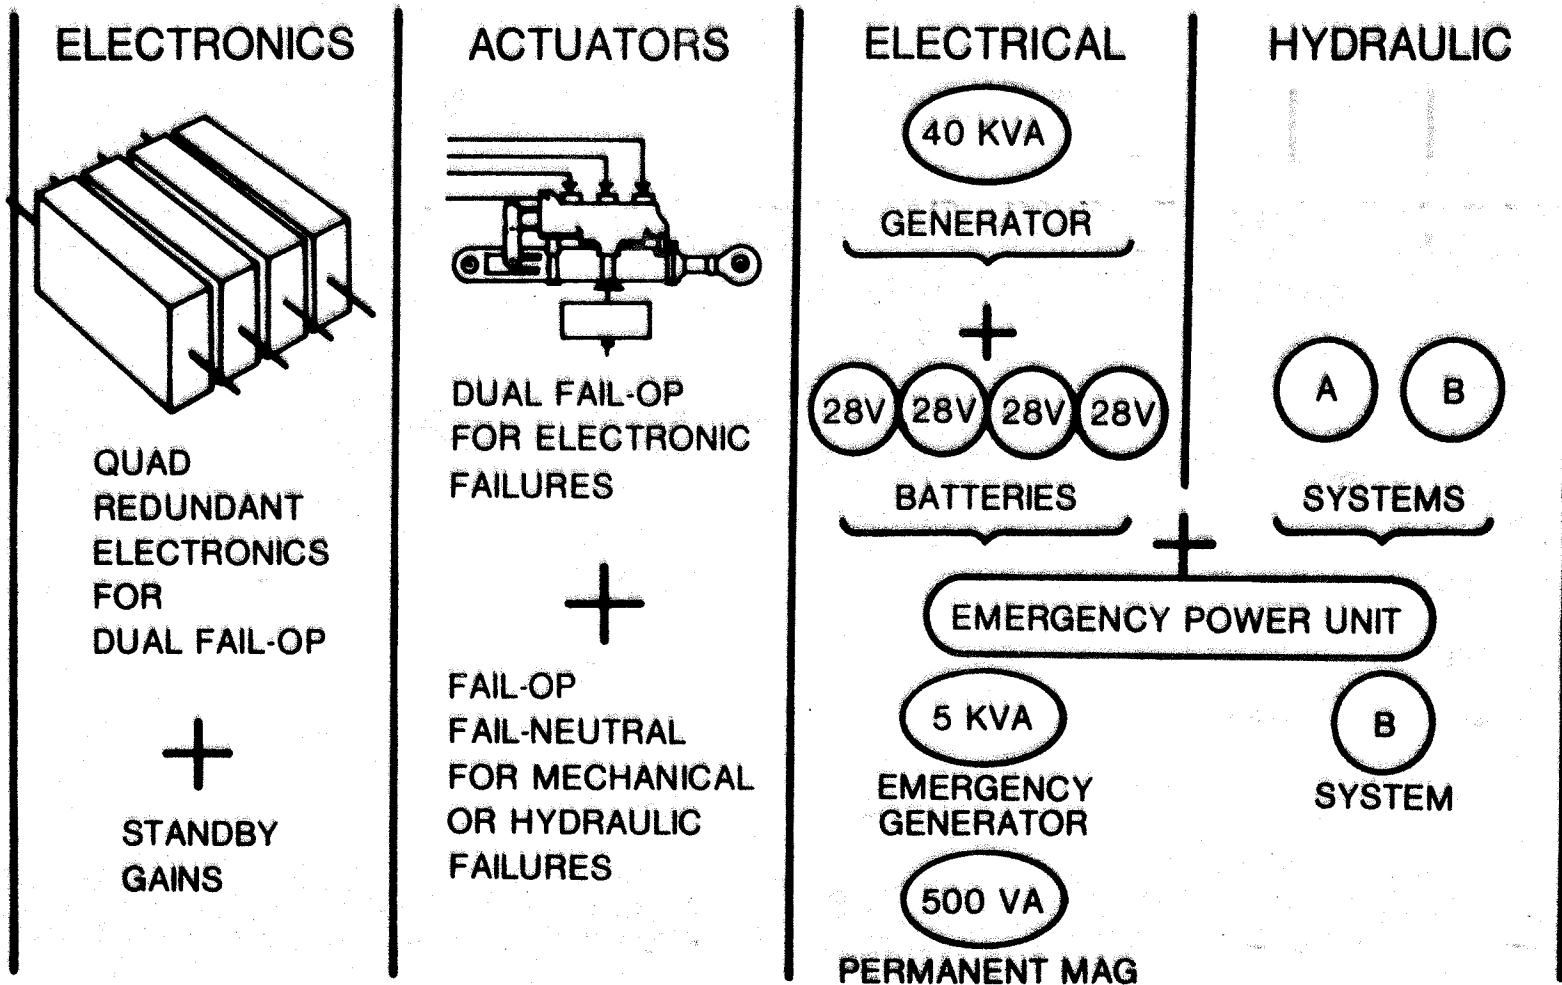 ELECTRONICS
QUAD
REDUNDANT
ELECTRONICS
FOR
DUAL FAIL-OP
+
STANDBY
GAINS
ACTUATORS
DUAL FAIL-OP
FOR ELECTRONIC
FAILURES
+
FAIL-OP
FAIL-NEUTRAL
FOR MECHANICAL
OR HYDRAULIC
FAILURES
ELECTRICAL
40 KVA
GENERATOR
+
28V 28V 28V 28V
BATTERIES
HYDRAULIC
A B
SYSTEMS
+
EMERGENCY POWER UNIT
5 KVA
EMERGENCY
GENERATOR
500 VA
PERMANENT MAG
B
SYSTEM